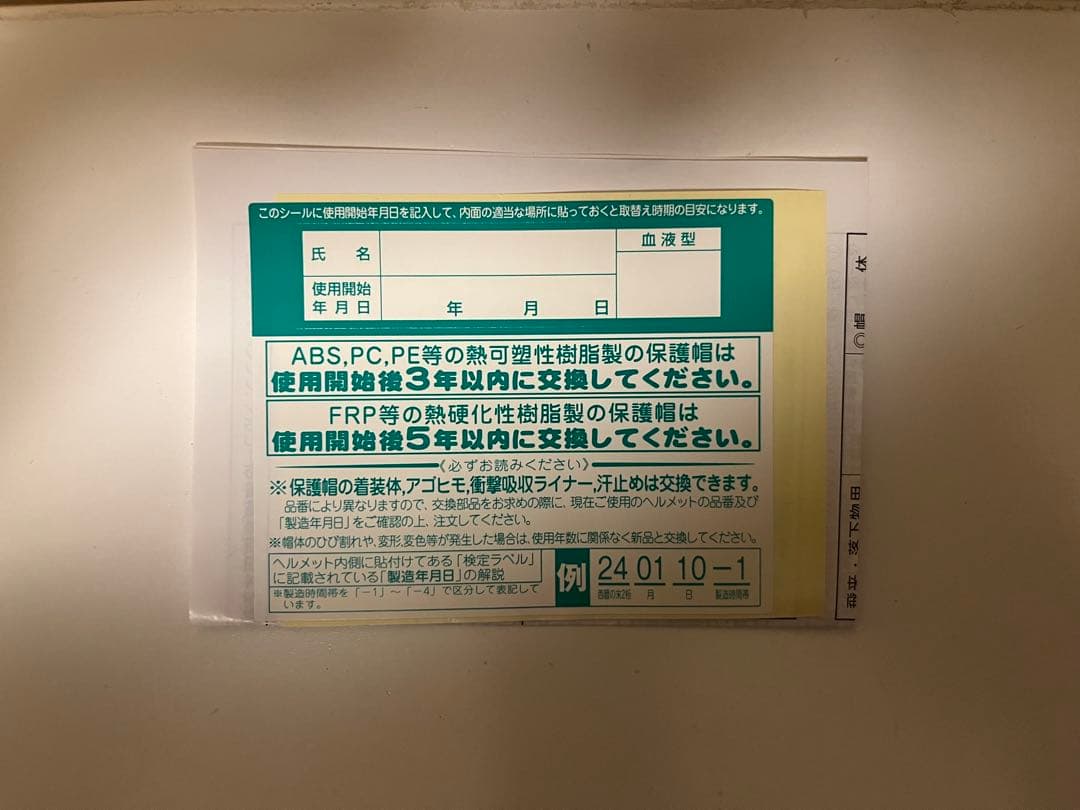 このシールに使用開始年月日を記入して、内面の適当な場所に貼っておくと取替え時期の目安になります。
氏 名
血液型
使用開始
年月日
年 月 日
ABS,PC,PE等の熱可塑性樹脂製の保護帽は
使用開始後3年以内に交換してください。
FRP等の熱硬化性樹脂製の保護帽は
使用開始後5年以内に交換してください。
《必ずお読みください》
※保護帽の着装体,アゴヒモ,衝撃吸収ライナー,汗止めは交換できます。
品番により異なりますので、交換部品をお求めの際に、現在ご使用のヘルメットの品番及び
「製造年月日」をご確認の上、注文してください。
※帽体のひび割れや、変形,変色等が発生した場合は、使用年数に関係なく新品と交換してください。
ヘルメット内側に貼付けてある「検定ラベル」
に記載されている「製造年月日」の解説
※製造時間帯を「−1」～「−4」で区分して表記して
います。
例
24 01 10 −1
西暦の末2桁 月 日 製造時間帯
◎帽